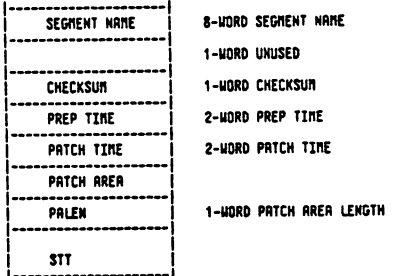 SEGMENT NAME 8-WORD SEGMENT NAME
1-WORD UNUSED
CHECKSUM 1-WORD CHECKSUM
PREP TIME 2-WORD PREP TIME
PATCH TIME 2-WORD PATCH TIME
PATCH AREA
PALEN 1-WORD PATCH AREA LENGTH
STT